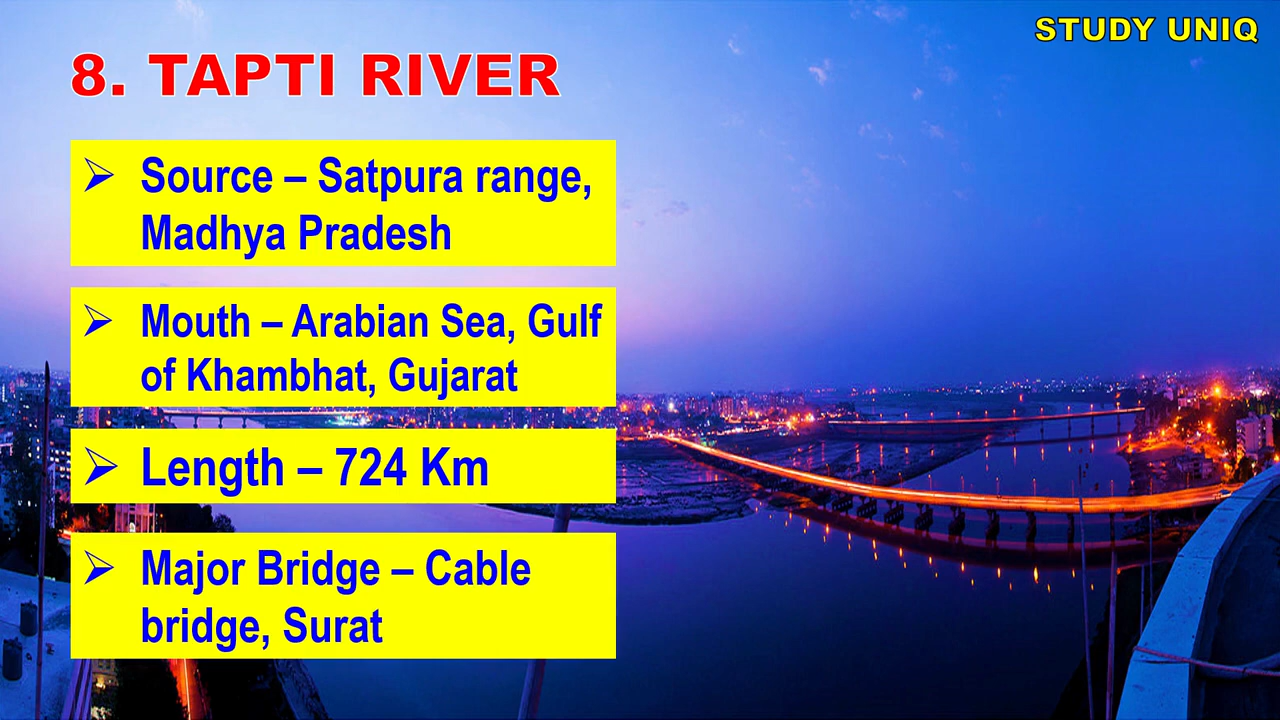 STUDY UNIQ
8. TAPTI RIVER
➢ Source – Satpura range,
Madhya Pradesh
➢ Mouth – Arabian Sea, Gulf
of Khambhat, Gujarat
➢ Length – 724 Km
➢ Major Bridge – Cable
bridge, Surat